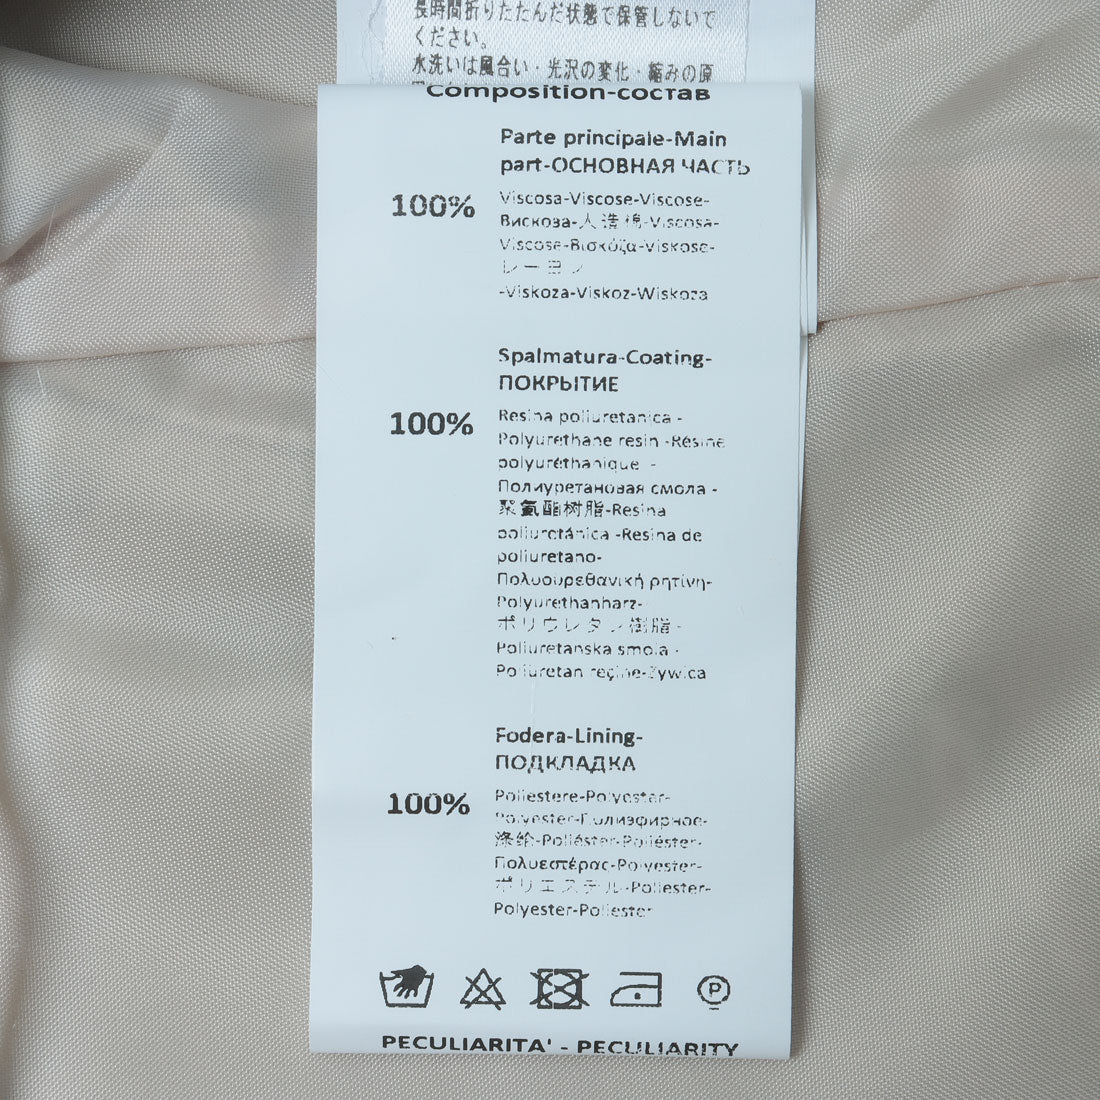 長時間折りたたんだ状態で保管しないで
ください。
水洗いは風合い・光沢の変化・縮みの原
Composition-состав
Parte principale-Main
part-ОСНОВНАЯ ЧАСТЬ
100%
Viscosa-Viscose-Viscose-
Вискоза-人造棉-Viscosa-
Viscose-Βισκόζα-Viskose-
レーヨン
-Viskoza-Viskoz-Wiskoza
Spalmatura-Coating-
ПОКРЫТИЕ
100%
Resina poliuretanica -
Polyurethane resin -Résine
polyuréthanique -
Полиуретановая смола -
聚氨酯树脂-Resina
poliuretánica -Resina de
poliuretano-
Πολυουρεθανική ρητίνη-
Polyurethanharz-
ポリウレタン樹脂-
Poliuretanska smola -
Poliuretan reçine-Żywica
Fodera-Lining-
ПОДКЛАДКА
100%
Poliestere-Polyester-
Polyester-Полиэфирное-
涤纶-Poliéster-Poliéster-
Πολυεστέρας-Polyester-
ポリエステル-Poliester-
Polyester-Poliester
P
PECULIARITA' - PECULIARITY